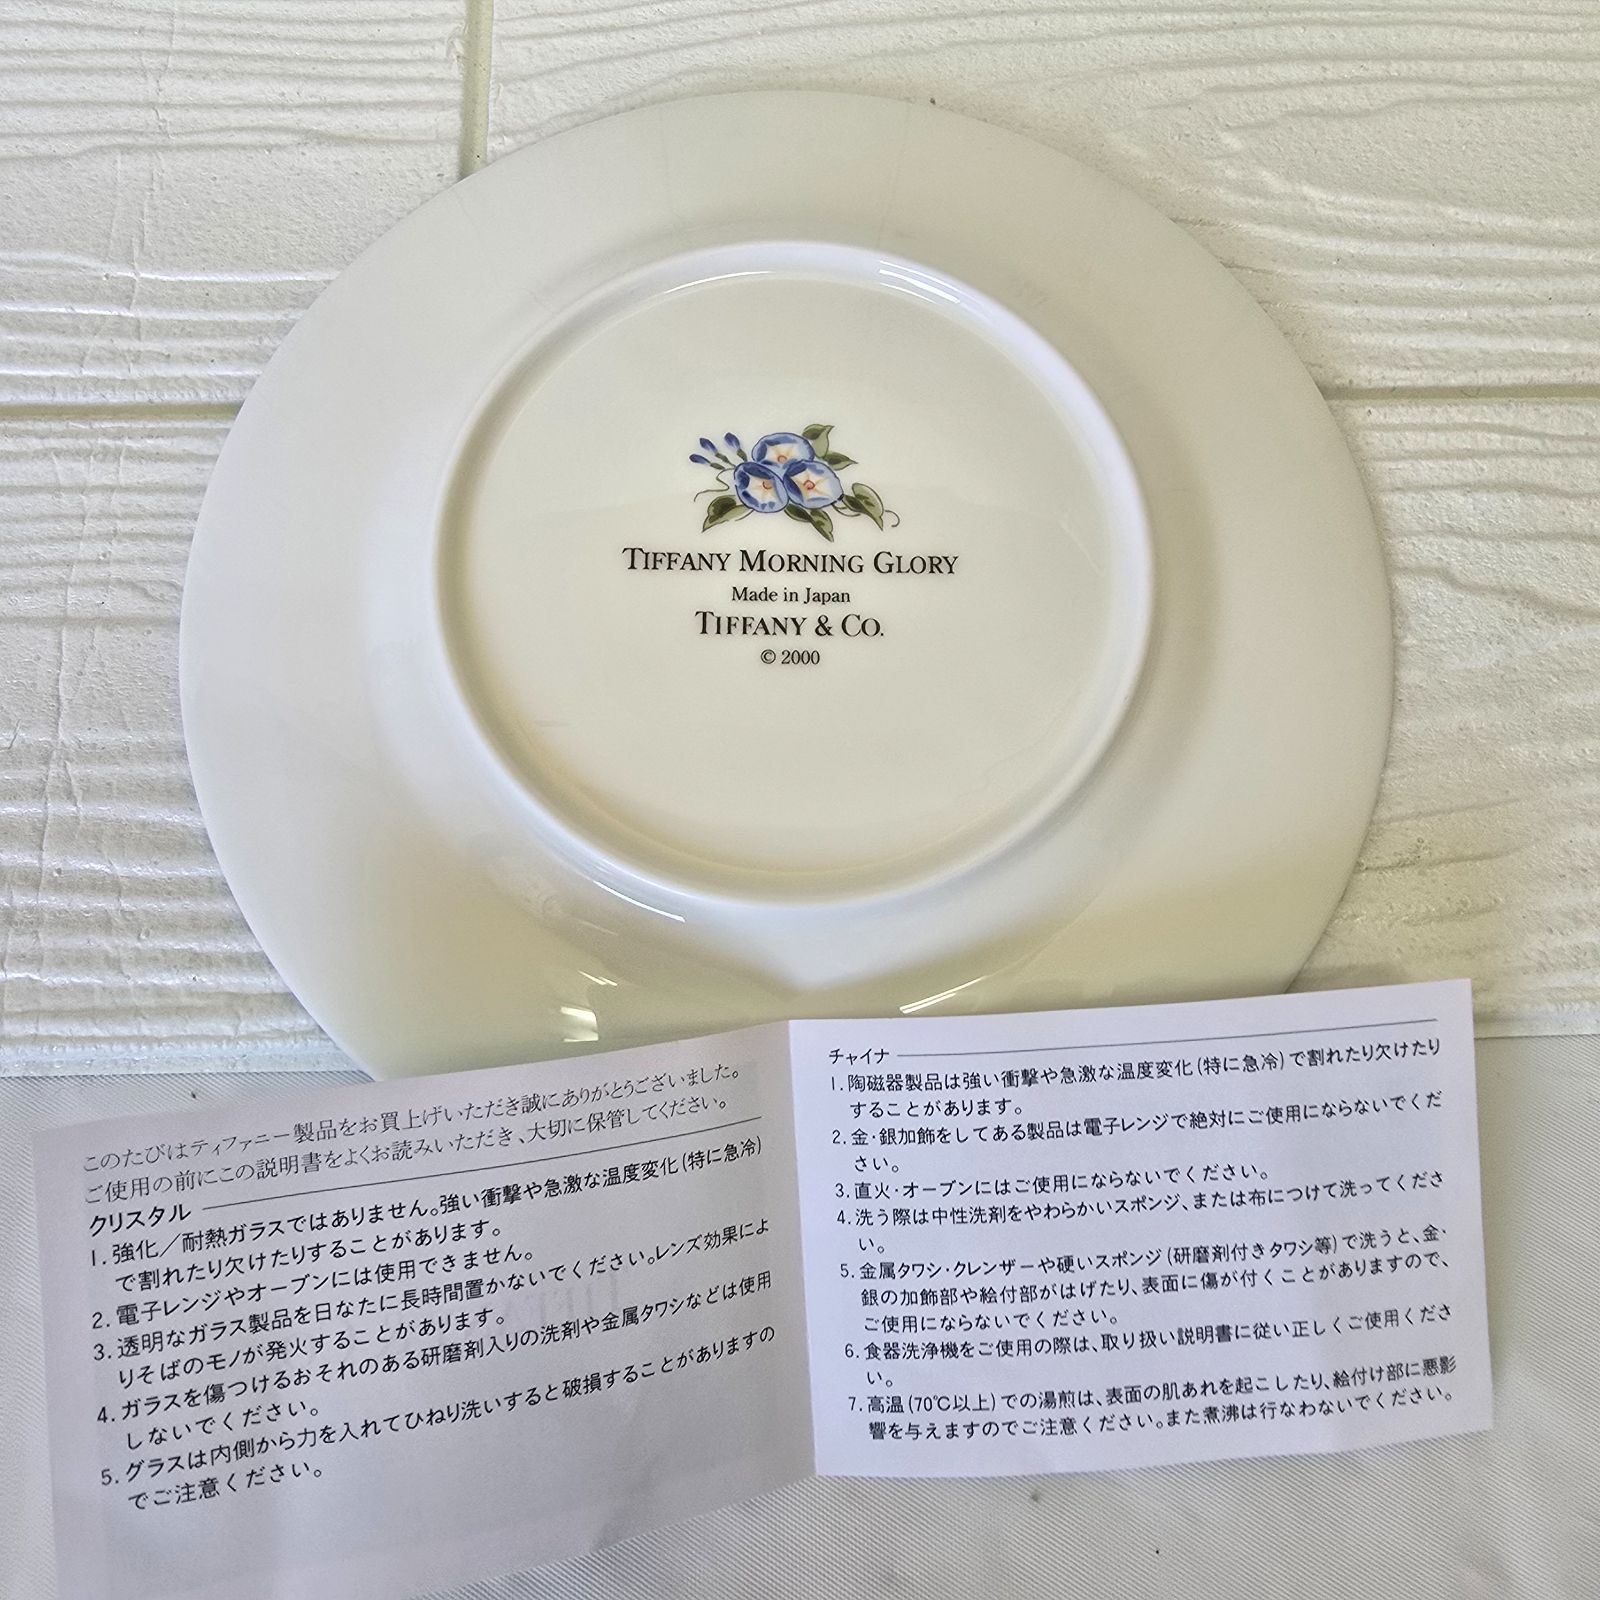 TIFFANY MORNING GLORY
Made in Japan
TIFFANY & CO.
© 2000
このたびはティファニー製品をお買上げいただき誠にありがとうございました。
ご使用の前にこの説明書をよくお読みいただき、大切に保管してください。
クリスタル
1. 強化／耐熱ガラスではありません。強い衝撃や急激な温度変化(特に急冷)
で割れたり欠けたりすることがあります。
2. 電子レンジやオーブンには使用できません。
3. 透明なガラス製品を日なたに長時間置かないでください。レンズ効果によ
りそばのモノが発火することがあります。
4. ガラスを傷つけるおそれのある研磨剤入りの洗剤や金属タワシなどは使用
しないでください。
5. グラスは内側から力を入れてひねり洗いすると破損することがありますの
でご注意ください。
チャイナ
1. 陶磁器製品は強い衝撃や急激な温度変化(特に急冷)で割れたり欠けたり
することがあります。
2. 金・銀加飾をしてある製品は電子レンジで絶対にご使用にならないでくだ
さい。
3. 直火・オーブンにはご使用にならないでください。
4. 洗う際は中性洗剤をやわらかいスポンジ、または布につけて洗ってくださ
い。
5. 金属タワシ・クレンザーや硬いスポンジ(研磨剤付きタワシ等)で洗うと、金・
銀の加飾部や絵付部がはげたり、表面に傷が付くことがありますので、
ご使用にならないでください。
6. 食器洗浄機をご使用の際は、取り扱い説明書に従い正しくご使用くださ
い。
7. 高温(70℃以上)での湯煎は、表面の肌あれを起こしたり、絵付け部に悪影
響を与えますのでご注意ください。また煮沸は行なわないでください。